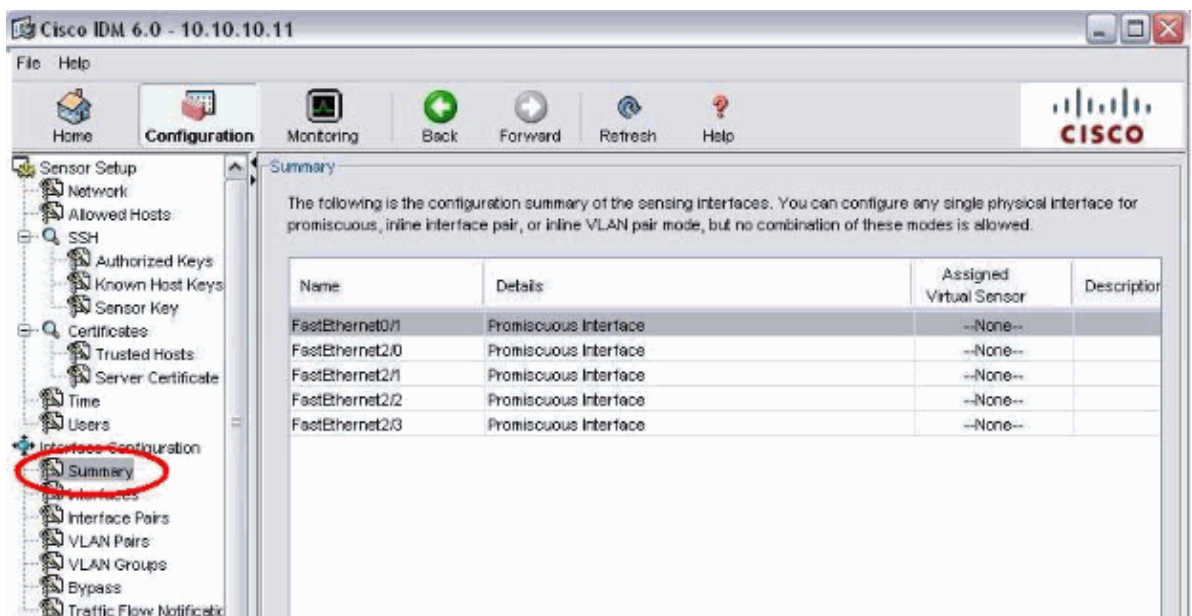 Cisco IDM 6.0 - 10.10.10.11
File Help
Home Configuration Monitoring Back Forward Refresh Help
CISCO
Sensor Setup
Network
Allowed Hosts
SSH
Authorized Keys
Known Host Keys
Sensor Key
Certificates
Trusted Hosts
Server Certificate
Time
Users
Interface Configuration
Summary
Interfaces
Interface Pairs
VLAN Pairs
VLAN Groups
Bypass
Traffic Flow Notificatic
Summary
The following is the configuration summary of the sensing interfaces. You can configure any single physical interface for
promiscuous, inline interface pair, or inline VLAN pair mode, but no combination of these modes is allowed.
Name Details Assigned Virtual Sensor Description
FastEthernet0/1 Promiscuous Interface --None--
FastEthernet2/0 Promiscuous Interface --None--
FastEthernet2/1 Promiscuous Interface --None--
FastEthernet2/2 Promiscuous Interface --None--
FastEthernet2/3 Promiscuous Interface --None--